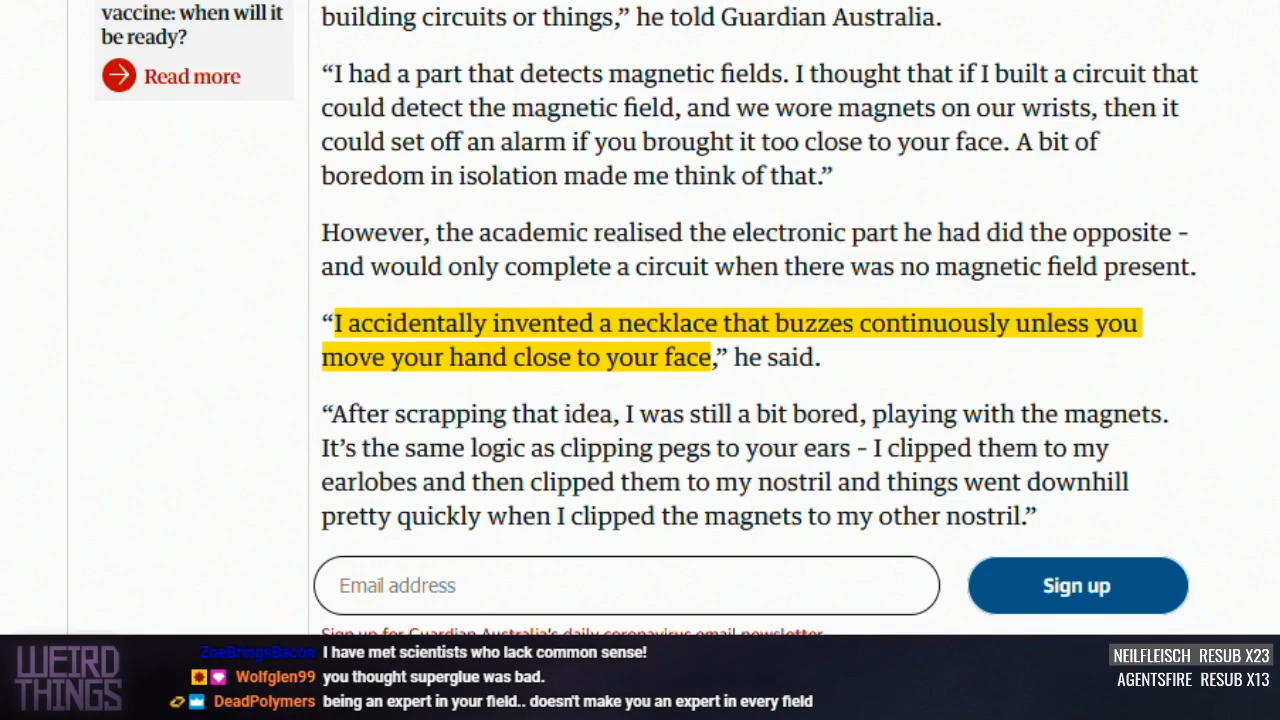 vaccine: when will it
be ready?
Read more
building circuits or things,” he told Guardian Australia.
“I had a part that detects magnetic fields. I thought that if I built a circuit that
could detect the magnetic field, and we wore magnets on our wrists, then it
could set off an alarm if you brought it too close to your face. A bit of
boredom in isolation made me think of that.”
However, the academic realised the electronic part he had did the opposite –
and would only complete a circuit when there was no magnetic field present.
“I accidentally invented a necklace that buzzes continuously unless you
move your hand close to your face,” he said.
“After scrapping that idea, I was still a bit bored, playing with the magnets.
It’s the same logic as clipping pegs to your ears – I clipped them to my
earlobes and then clipped them to my nostril and things went downhill
pretty quickly when I clipped the magnets to my other nostril.”
Email address
Sign up
Sign up for Guardian Australia's daily coronavirus email newsletter
WEIRD
THINGS
ZoeBringsBacon I have met scientists who lack common sense!
Wolfglen99 you thought superglue was bad.
DeadPolymers being an expert in your field.. doesn't make you an expert in every field
NEILFLEISCH RESUB X23
AGENTSFIRE RESUB X13